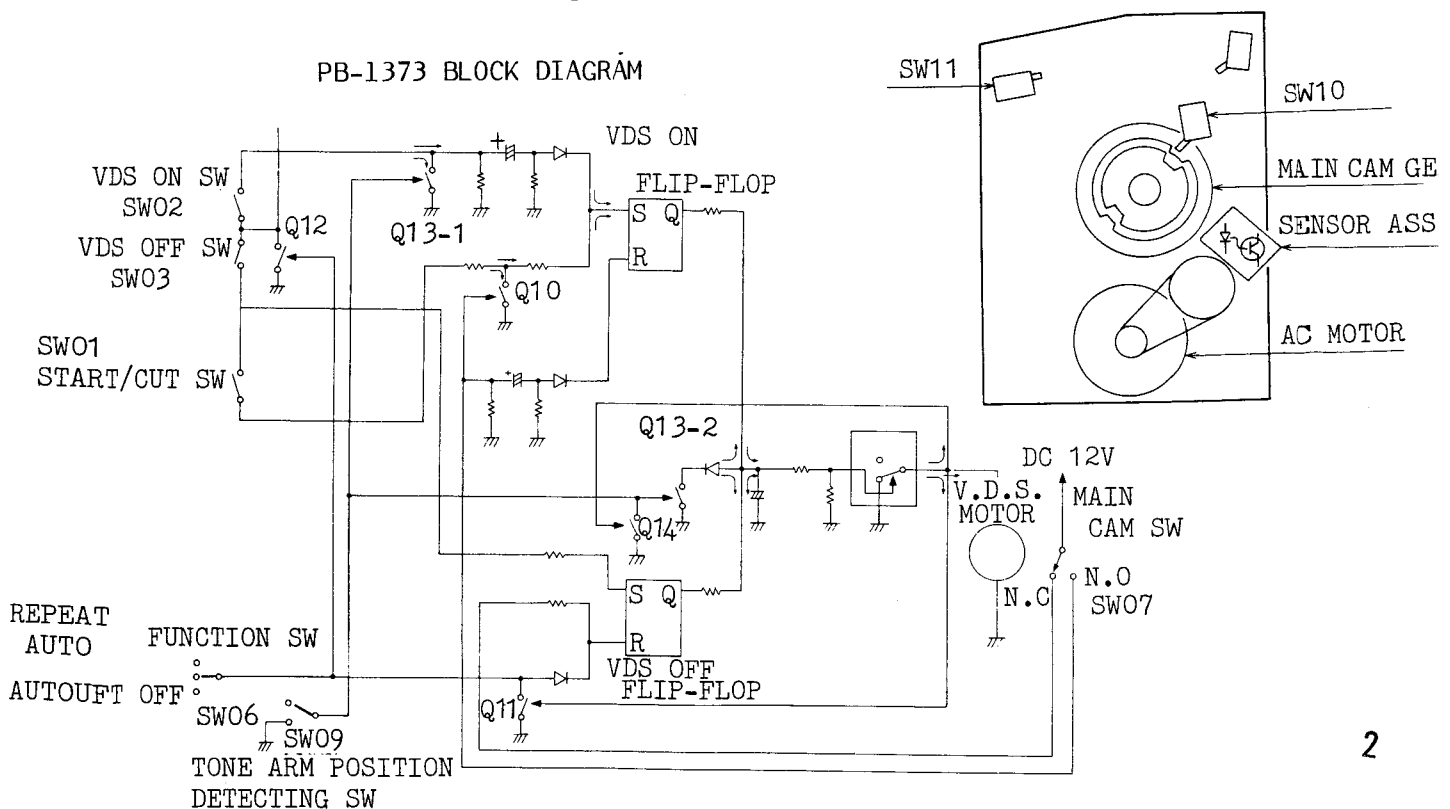 PB-1373 BLOCK DIAGRAM
SW11
SW10
MAIN CAM GE
SENSOR ASS
AC MOTOR
VDS ON
FLIP-FLOP
S Q
R
VDS ON SW
SW02
VDS OFF SW
SW03
Q12
Q13-1
Q10
+
SW01
START/CUT SW
+
Q13-2
Q14
DC 12V
V.D.S.
MOTOR
MAIN
CAM SW
N.C
N.O
SW07
S Q
R
VDS OFF
FLIP-FLOP
REPEAT
AUTO
FUNCTION SW
AUTOUFT OFF
SW06
SW09
Q11
TONE ARM POSITION
DETECTING SW
2